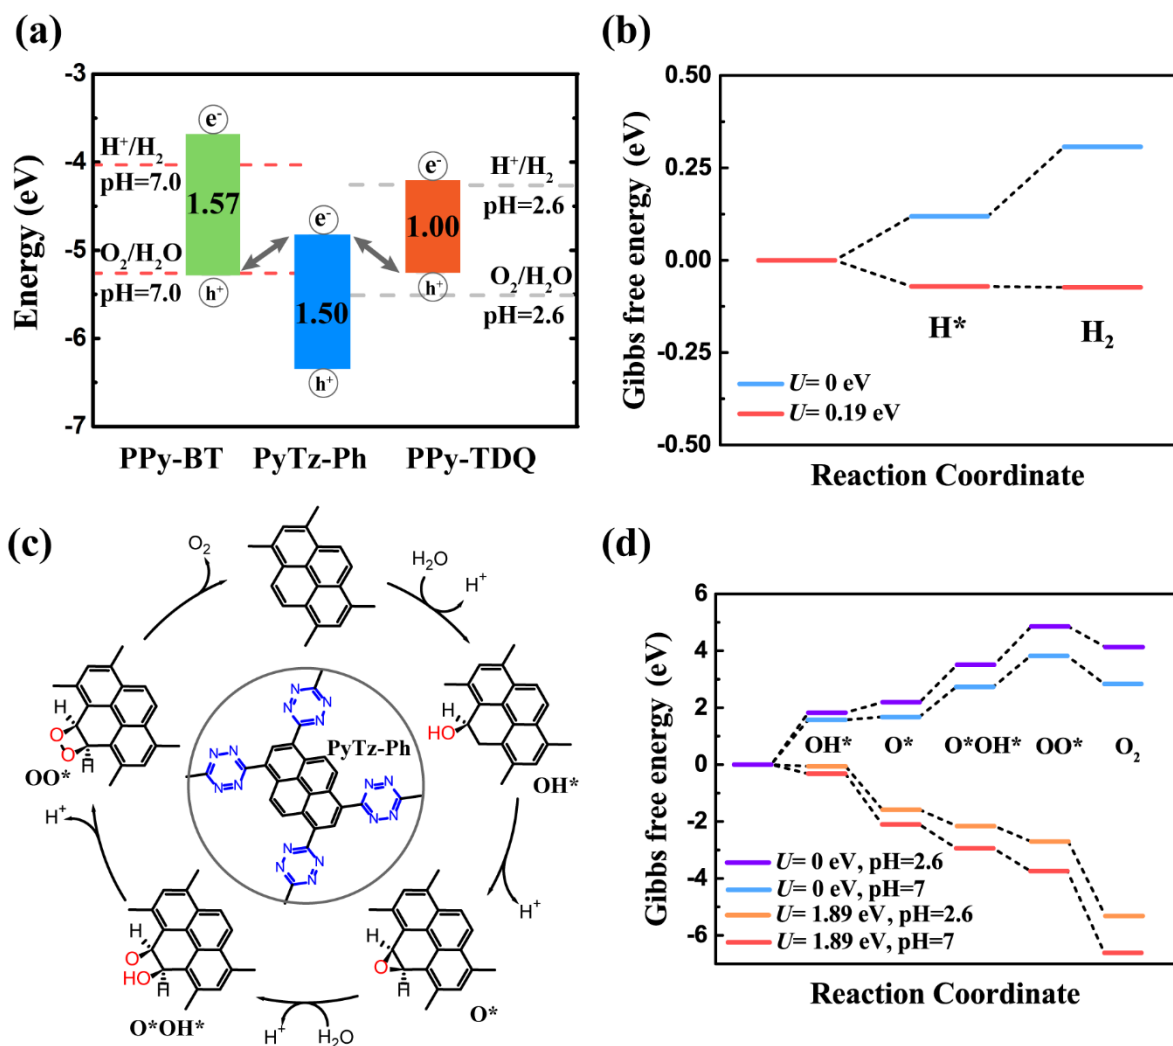 (a)
Energy (eV)
-3
-4
-5
-6
-7
H⁺/H₂
pH=7.0
O₂/H₂O
pH=7.0
e⁻
1.57
h⁺
e⁻
1.50
h⁺
e⁻
1.00
h⁺
H⁺/H₂
pH=2.6
O₂/H₂O
pH=2.6
PPy-BT PyTz-Ph PPy-TDQ
(b)
Gibbs free energy (eV)
0.50
0.25
0.00
-0.25
-0.50
H*
H₂
U= 0 eV
U= 0.19 eV
Reaction Coordinate
(c)
O₂
H₂O
H⁺
H
HO
OH*
H⁺
H
O
H
O*
H₂O
H⁺
H
O
HO
H
O*OH*
H⁺
H
O
O
H
OO*
PyTz-Ph
N N
N N
N N
N N
N N
N N
N N
N N
(d)
Gibbs free energy (eV)
6
4
2
0
-2
-4
-6
OH* O* O*OH* OO* O₂
U= 0 eV, pH=2.6
U= 0 eV, pH=7
U= 1.89 eV, pH=2.6
U= 1.89 eV, pH=7
Reaction Coordinate